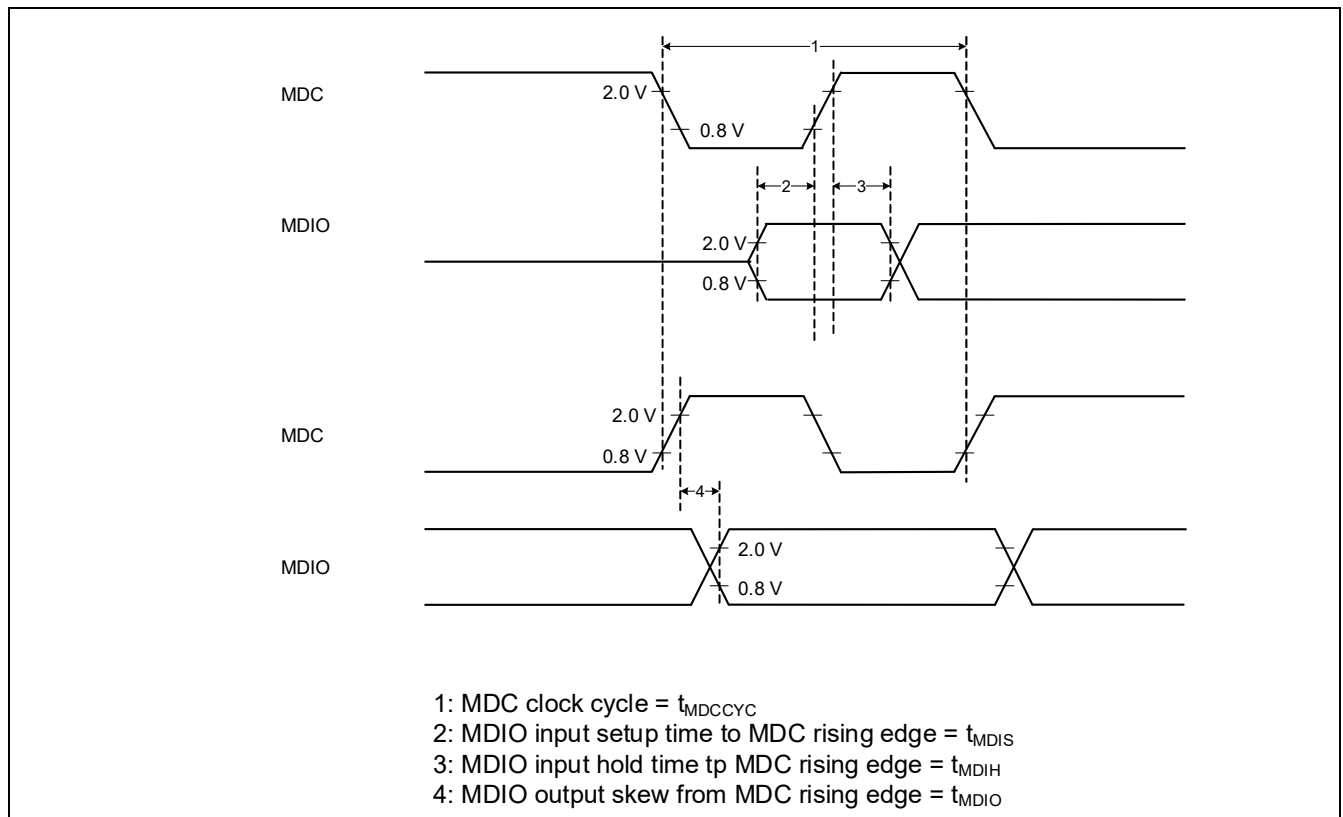 1
MDC
2.0 V
0.8 V
2
3
MDIO
2.0 V
0.8 V
2.0 V
MDC
0.8 V
4
2.0 V
MDIO
0.8 V
1: MDC clock cycle = tMDCCYC
2: MDIO input setup time to MDC rising edge = tMDIS
3: MDIO input hold time tp MDC rising edge = tMDIH
4: MDIO output skew from MDC rising edge = tMDIO